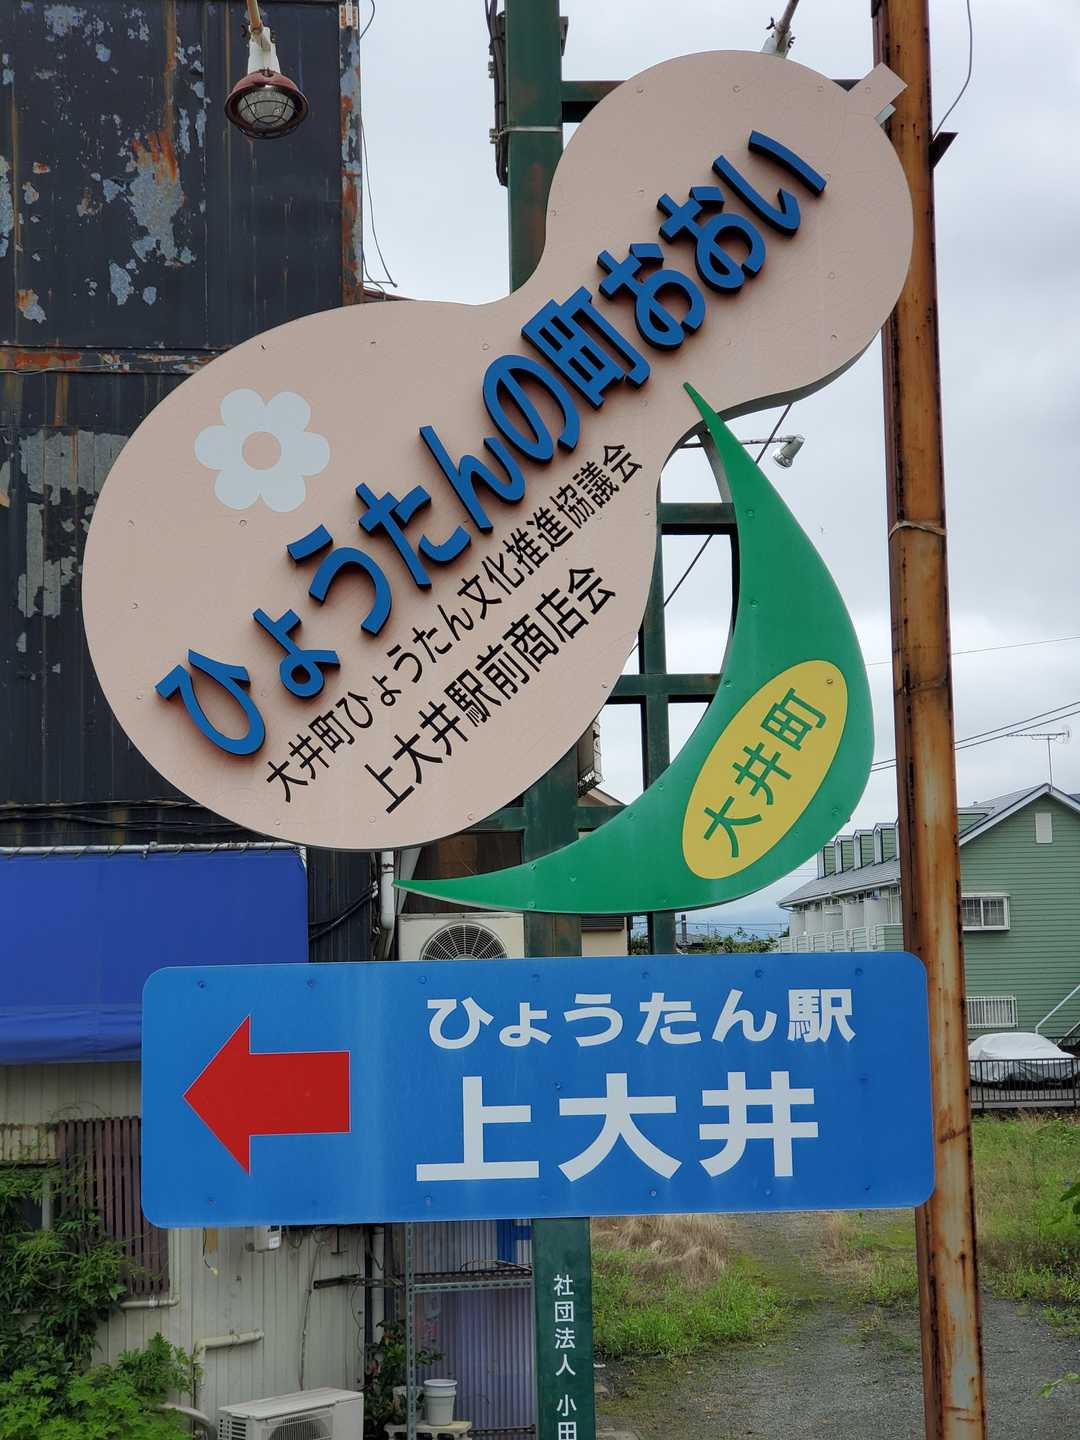 ひょうたんの町おおい
大井町ひょうたん文化推進協議会
上大井駅前商店会
大井町
ひょうたん駅
上大井
社団法人 小田